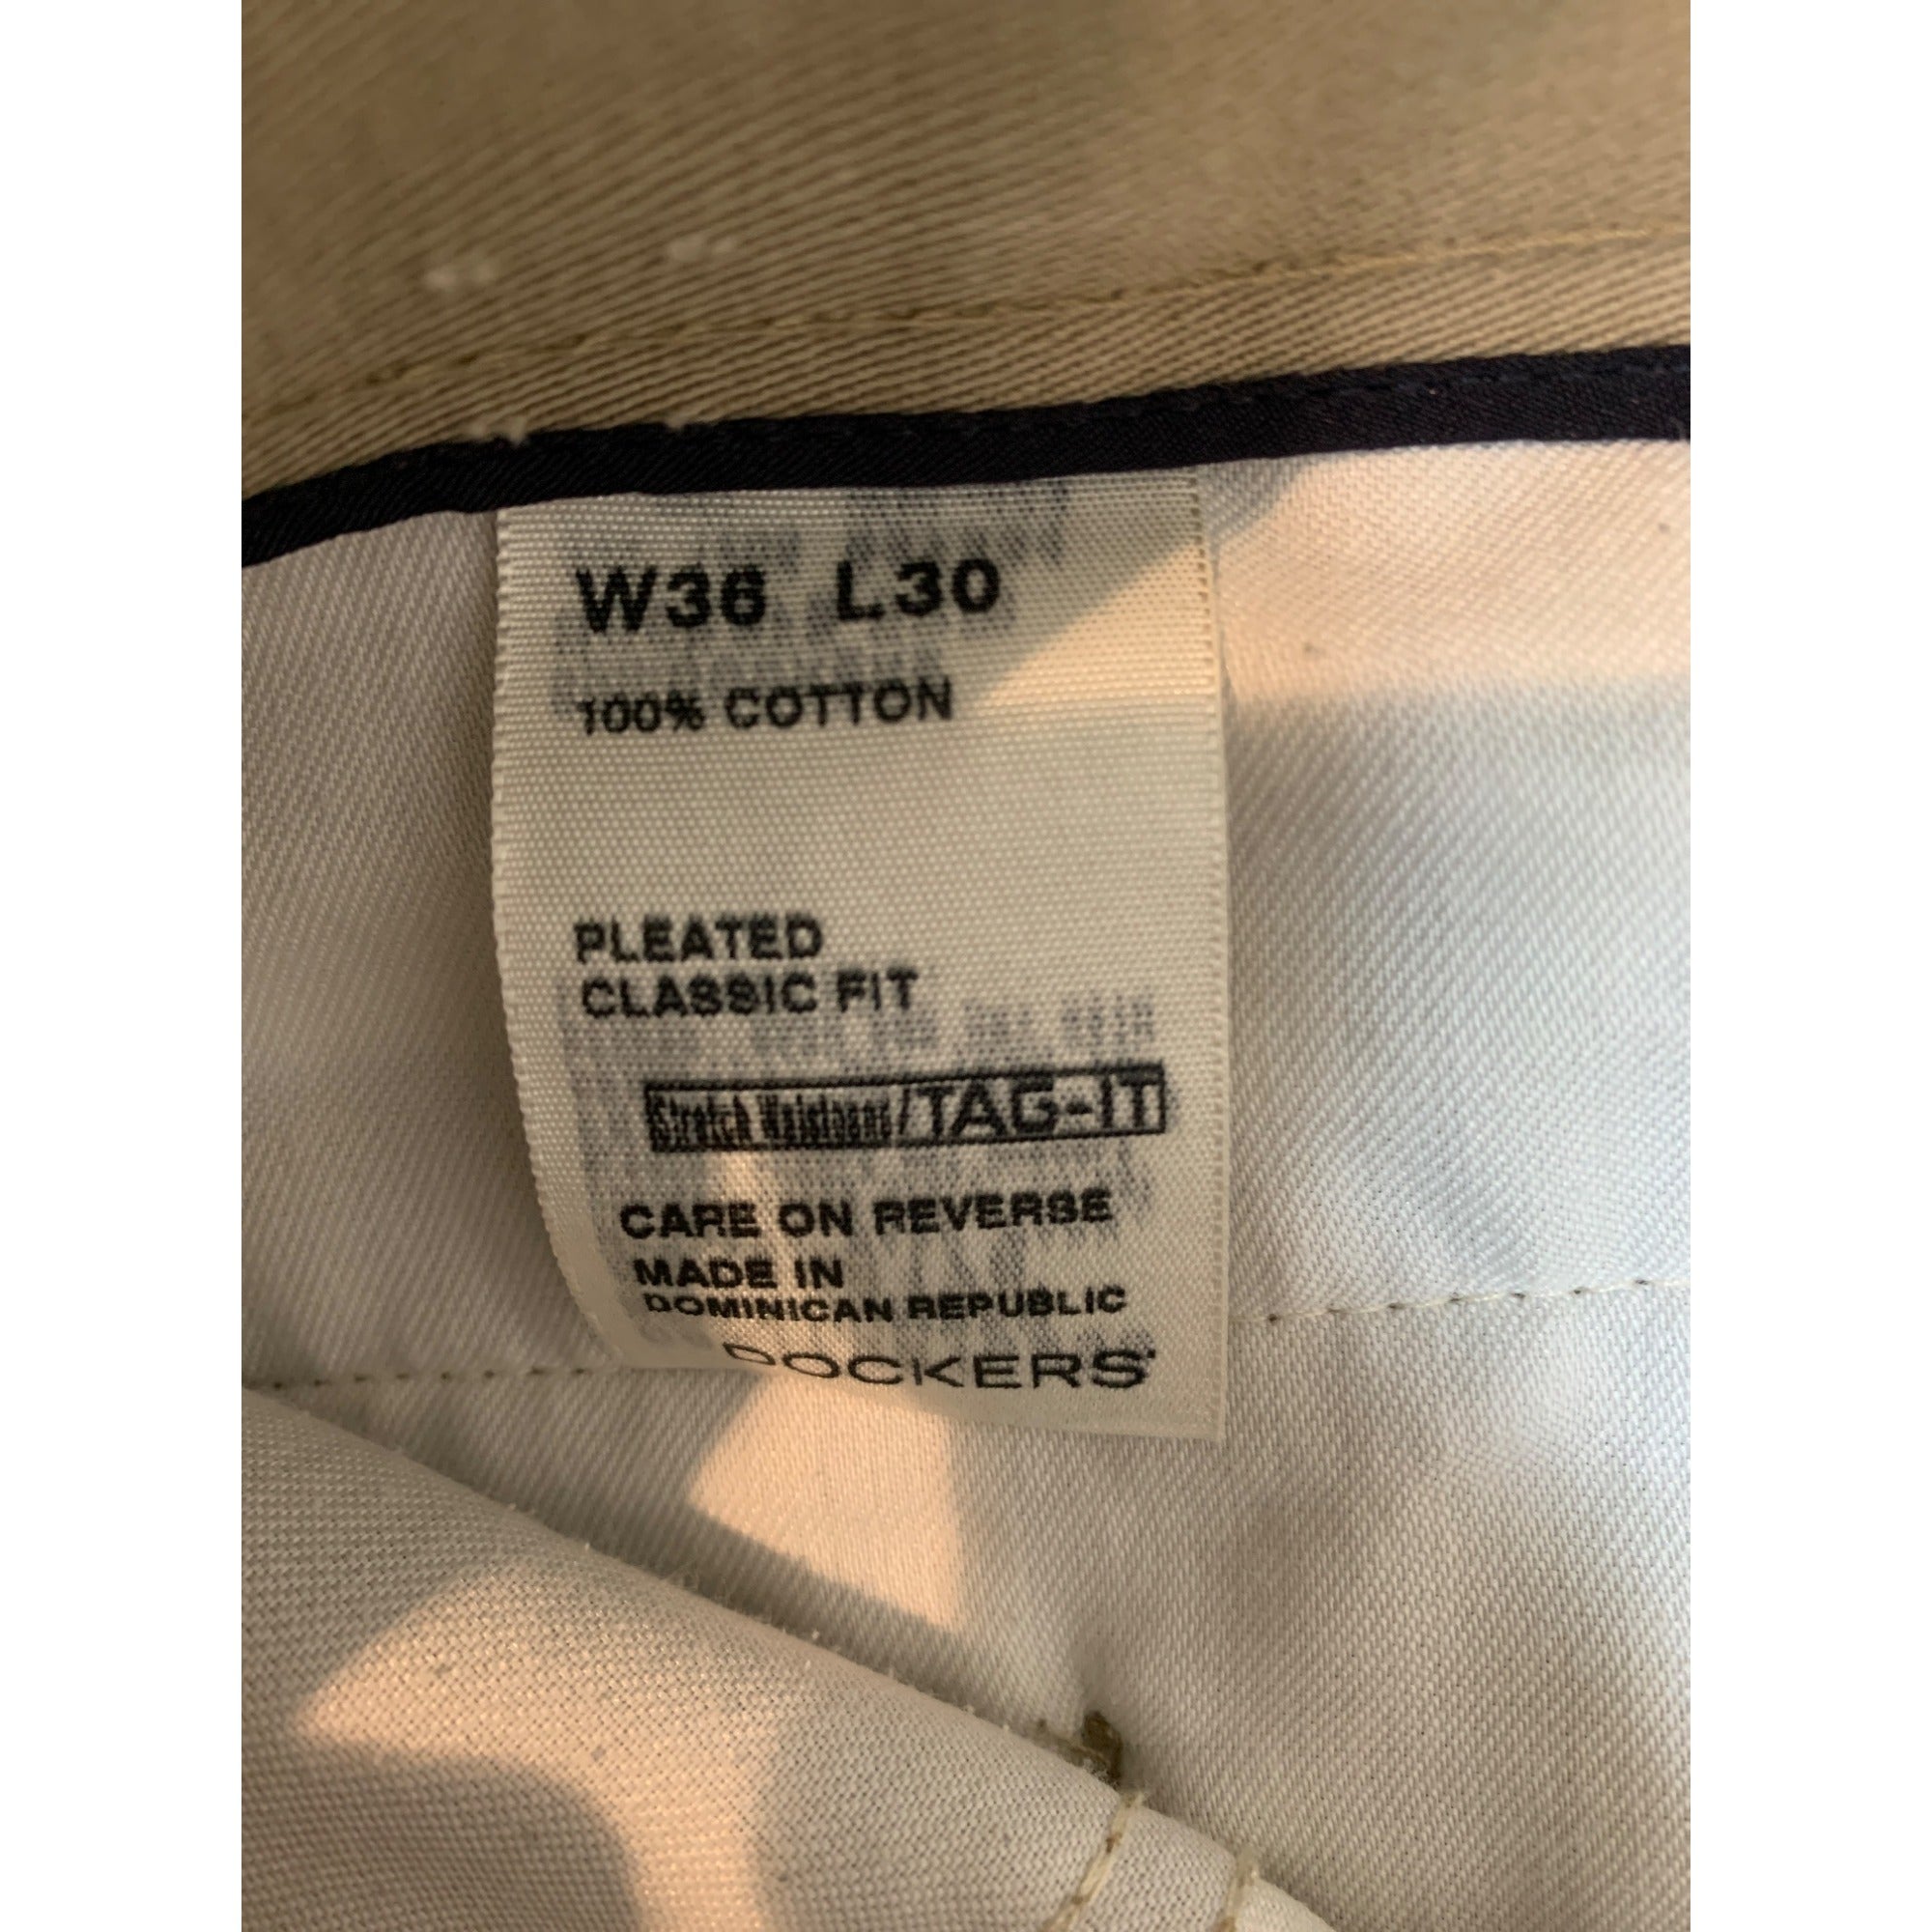 W36 L30
100% COTTON
PLEATED
CLASSIC FIT
Stretch Waistband/TAG-IT
CARE ON REVERSE
MADE IN
DOMINICAN REPUBLIC
DOCKERS